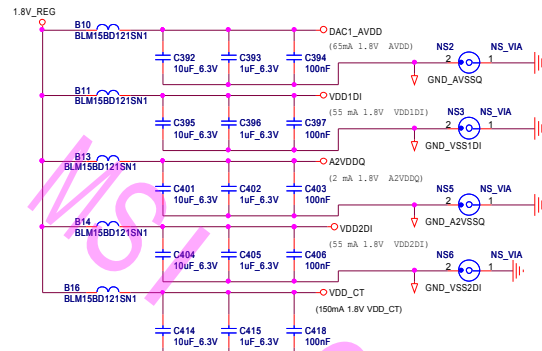 1.8V_REG
B10
BLM15BD121SN1
DAC1_AVDD
(65mA 1.8V AVDD)
C392
10uF_6.3V
C393
1uF_6.3V
C394
100nF
NS2
NS_VIA
2
1
GND_AVSSQ
B11
BLM15BD121SN1
VDD1DI
(55 mA 1.8V VDD1DI)
C395
10uF_6.3V
C396
1uF_6.3V
C397
100nF
NS3
NS_VIA
2
1
GND_VSS1DI
B13
BLM15BD121SN1
A2VDDQ
(2 mA 1.8V A2VDDQ)
C401
10uF_6.3V
C402
1uF_6.3V
C403
100nF
NS5
NS_VIA
2
1
GND_A2VSSQ
B14
BLM15BD121SN1
VDD2DI
(55 mA 1.8V VDD2DI)
C404
10uF_6.3V
C405
1uF_6.3V
C406
100nF
NS6
NS_VIA
2
1
GND_VSS2DI
B16
BLM15BD121SN1
VDD_CT
(150mA 1.8V VDD_CT)
C414
10uF_6.3V
C415
1uF_6.3V
C418
100nF
MSI